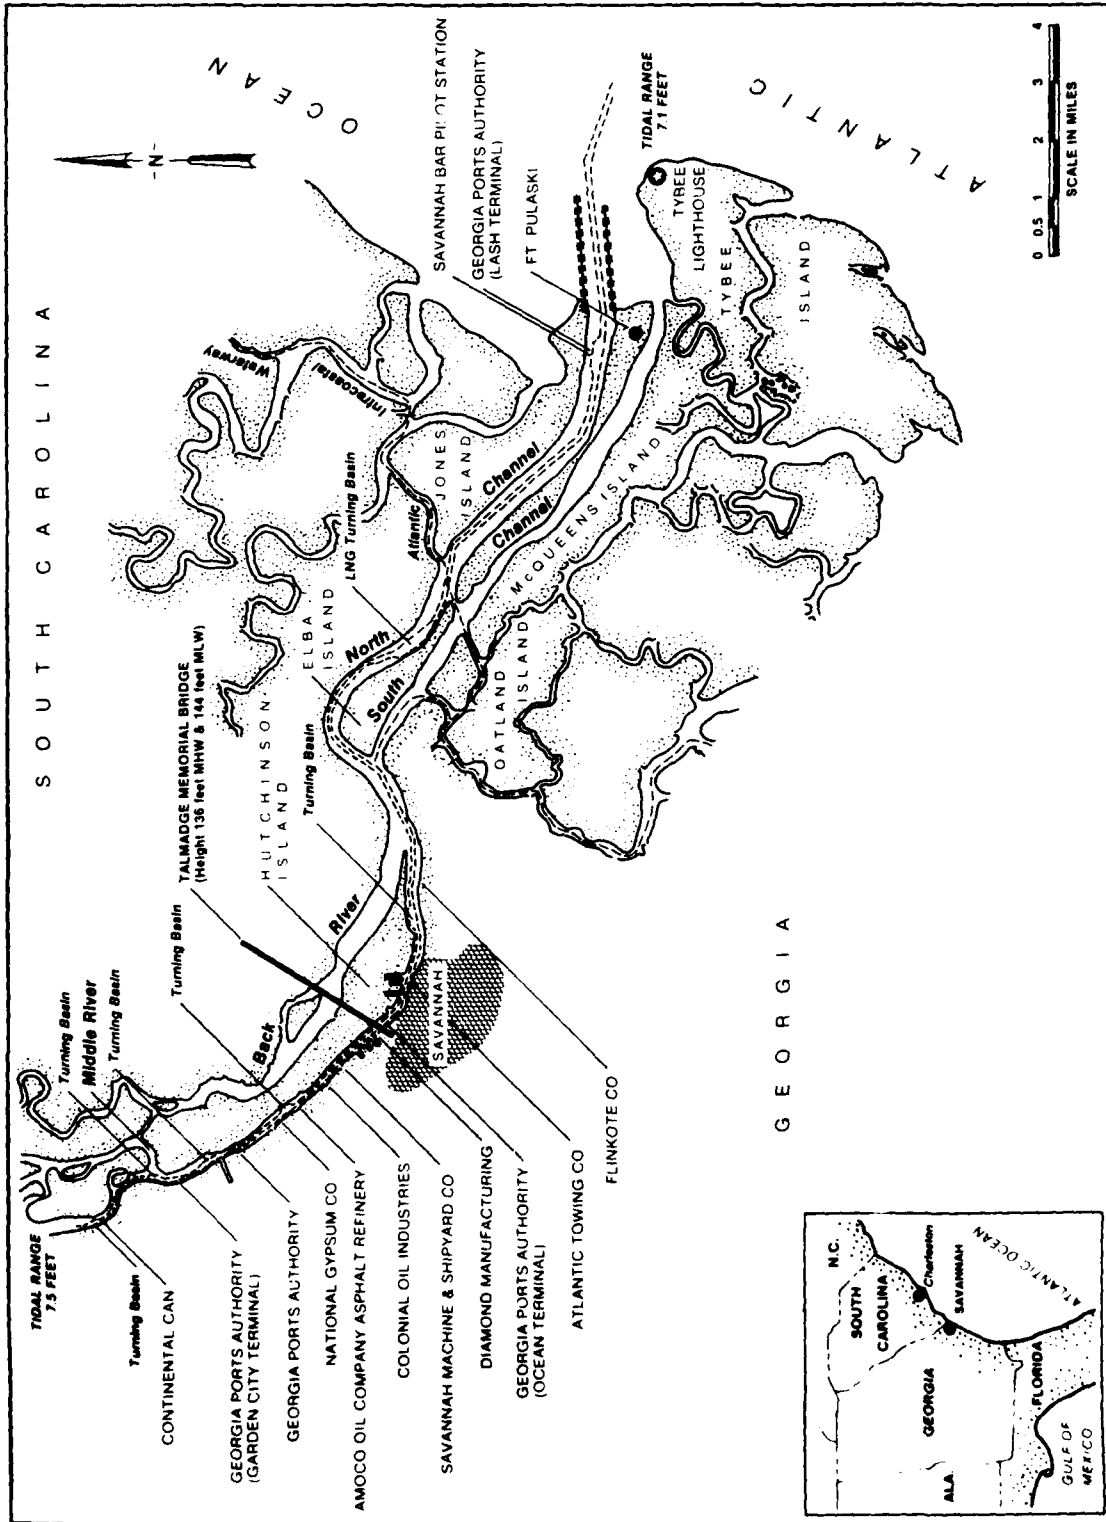 SOUTH CAROLINA
TIDAL RANGE
7.5 FEET
Turning Basin
Middle River
Turning Basin
Turning Basin
TALMADGE MEMORIAL BRIDGE
(Height 136 feet MHW & 144 feet MLW)
HUTCHINSON
ISLAND
Turning Basin
ELBA
ISLAND
LNG Turning Basin
Waterway
Intracoastal
Atlantic
JONES
ISLAND
N
ATLANTIC
OCEAN
SAVANNAH BAR PILOT STATION
GEORGIA PORTS AUTHORITY
(LASH TERMINAL)
FT PULASKI
TIDAL RANGE
7.1 FEET
TYBEE
LIGHTHOUSE
TYBEE
ISLAND
Back
River
North
Channel
South
Channel
McQUEENS ISLAND
OATLAND
ISLAND
SAVANNAH
Turning Basin
CONTINENTAL CAN
GEORGIA PORTS AUTHORITY
(GARDEN CITY TERMINAL)
GEORGIA PORTS AUTHORITY
NATIONAL GYPSUM CO
AMOCO OIL COMPANY ASPHALT REFINERY
COLONIAL OIL INDUSTRIES
SAVANNAH MACHINE & SHIPYARD CO
DIAMOND MANUFACTURING
GEORGIA PORTS AUTHORITY
(OCEAN TERMINAL)
ATLANTIC TOWING CO
FLINKOTE CO
GEORGIA
0 0.5 1 2 3 4
SCALE IN MILES
N.C.
SOUTH
CAROLINA
Charleston
SAVANNAH
GEORGIA
ALA.
FLORIDA
GULF OF
MEXICO
ATLANTIC OCEAN